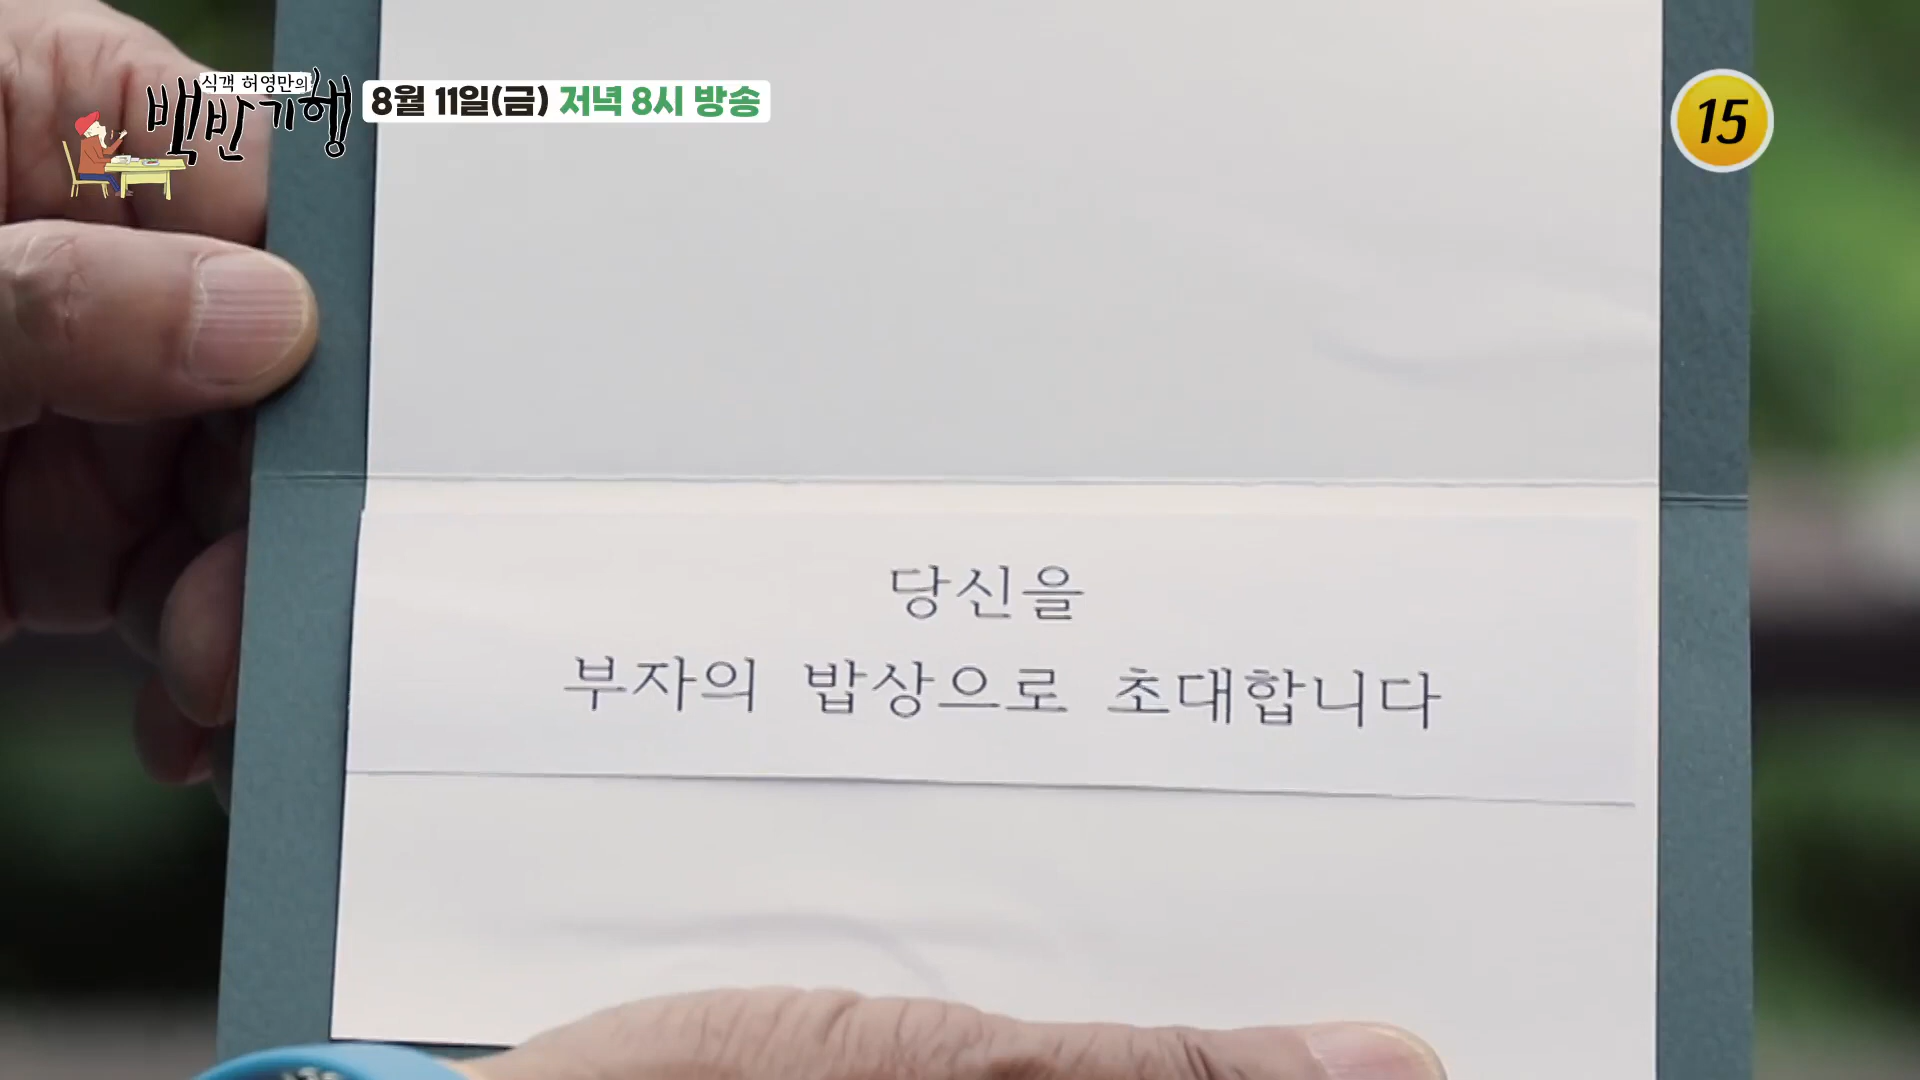 식객 허영만의
백반기행
8월 11일(금) 저녁 8시 방송
15
당신을
부자의 밥상으로 초대합니다